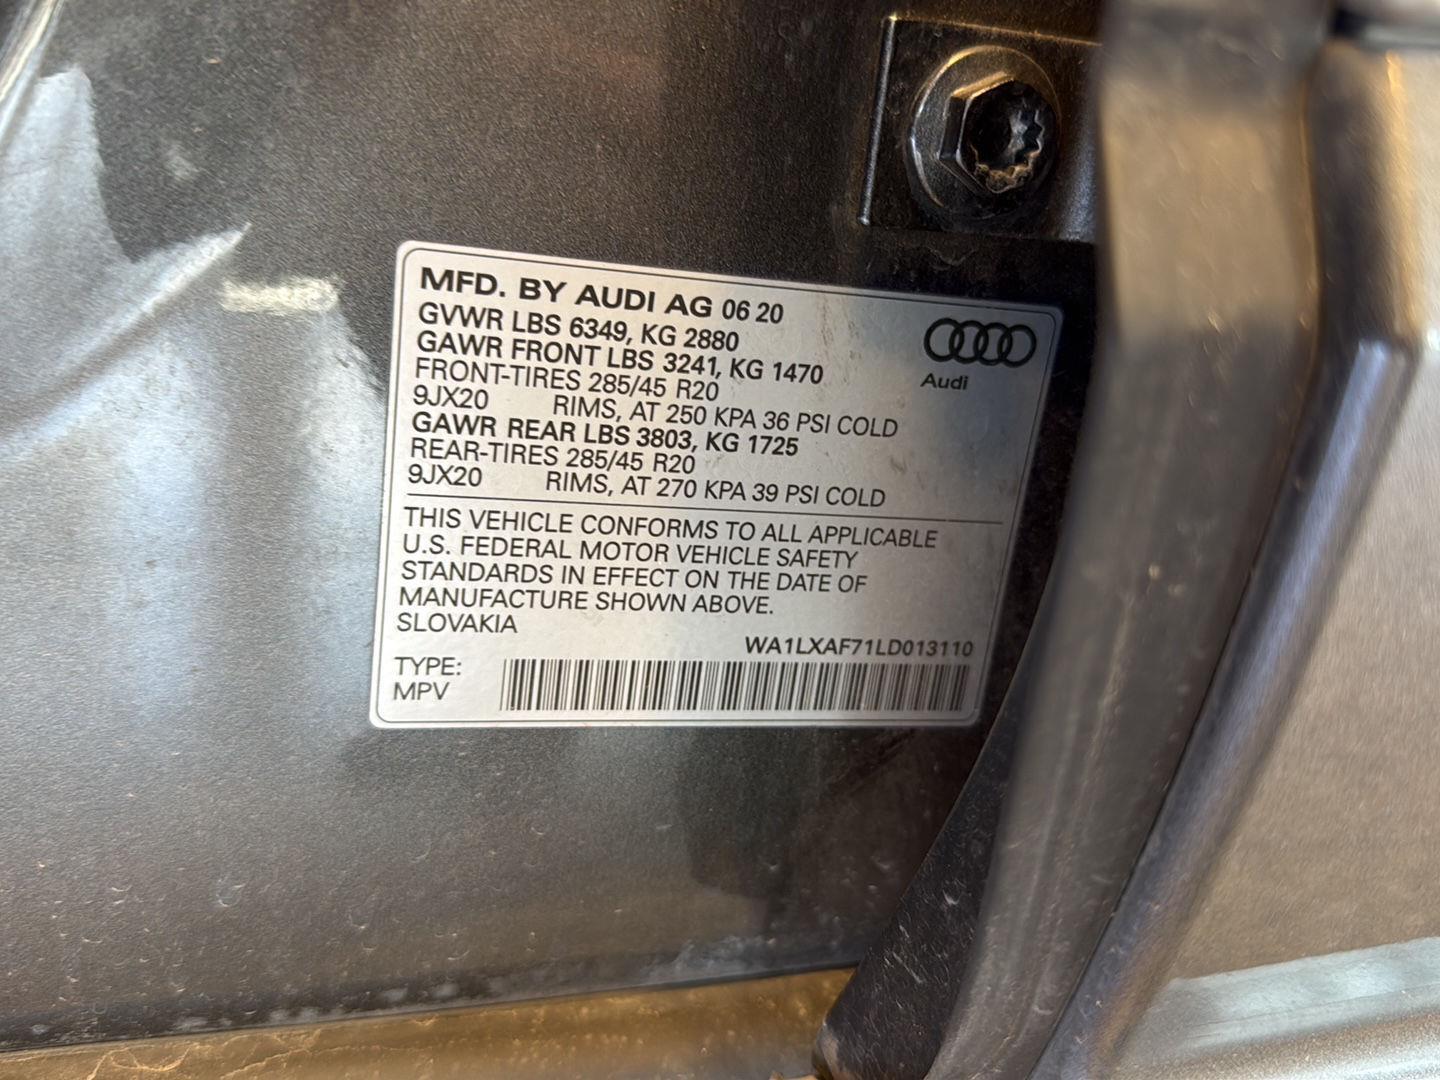 MFD. BY AUDI AG 06 20
GVWR LBS 6349, KG 2880
GAWR FRONT LBS 3241, KG 1470
FRONT-TIRES 285/45 R20
9JX20 RIMS, AT 250 KPA 36 PSI COLD
GAWR REAR LBS 3803, KG 1725
REAR-TIRES 285/45 R20
9JX20 RIMS, AT 270 KPA 39 PSI COLD
Audi
THIS VEHICLE CONFORMS TO ALL APPLICABLE
U.S. FEDERAL MOTOR VEHICLE SAFETY
STANDARDS IN EFFECT ON THE DATE OF
MANUFACTURE SHOWN ABOVE.
SLOVAKIA
WA1LXAF71LD013110
TYPE:
MPV